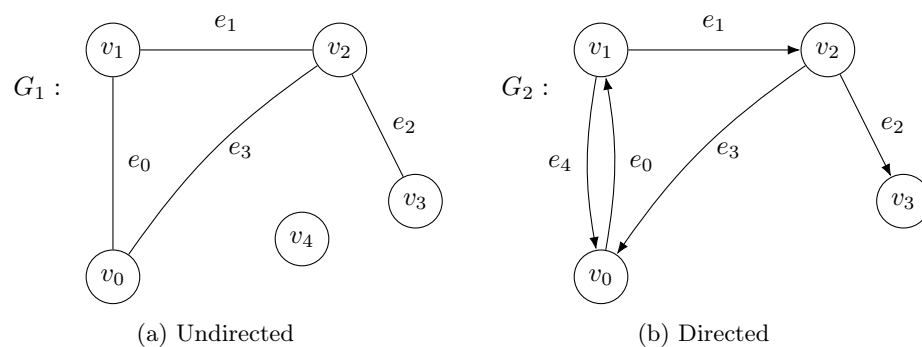 e₁
v₁
v₂
G₁ :
e₂
e₀
e₃
v₃
v₄
v₀
(a) Undirected
e₁
v₁
v₂
G₂ :
e₂
e₄
e₀
e₃
v₃
v₀
(b) Directed